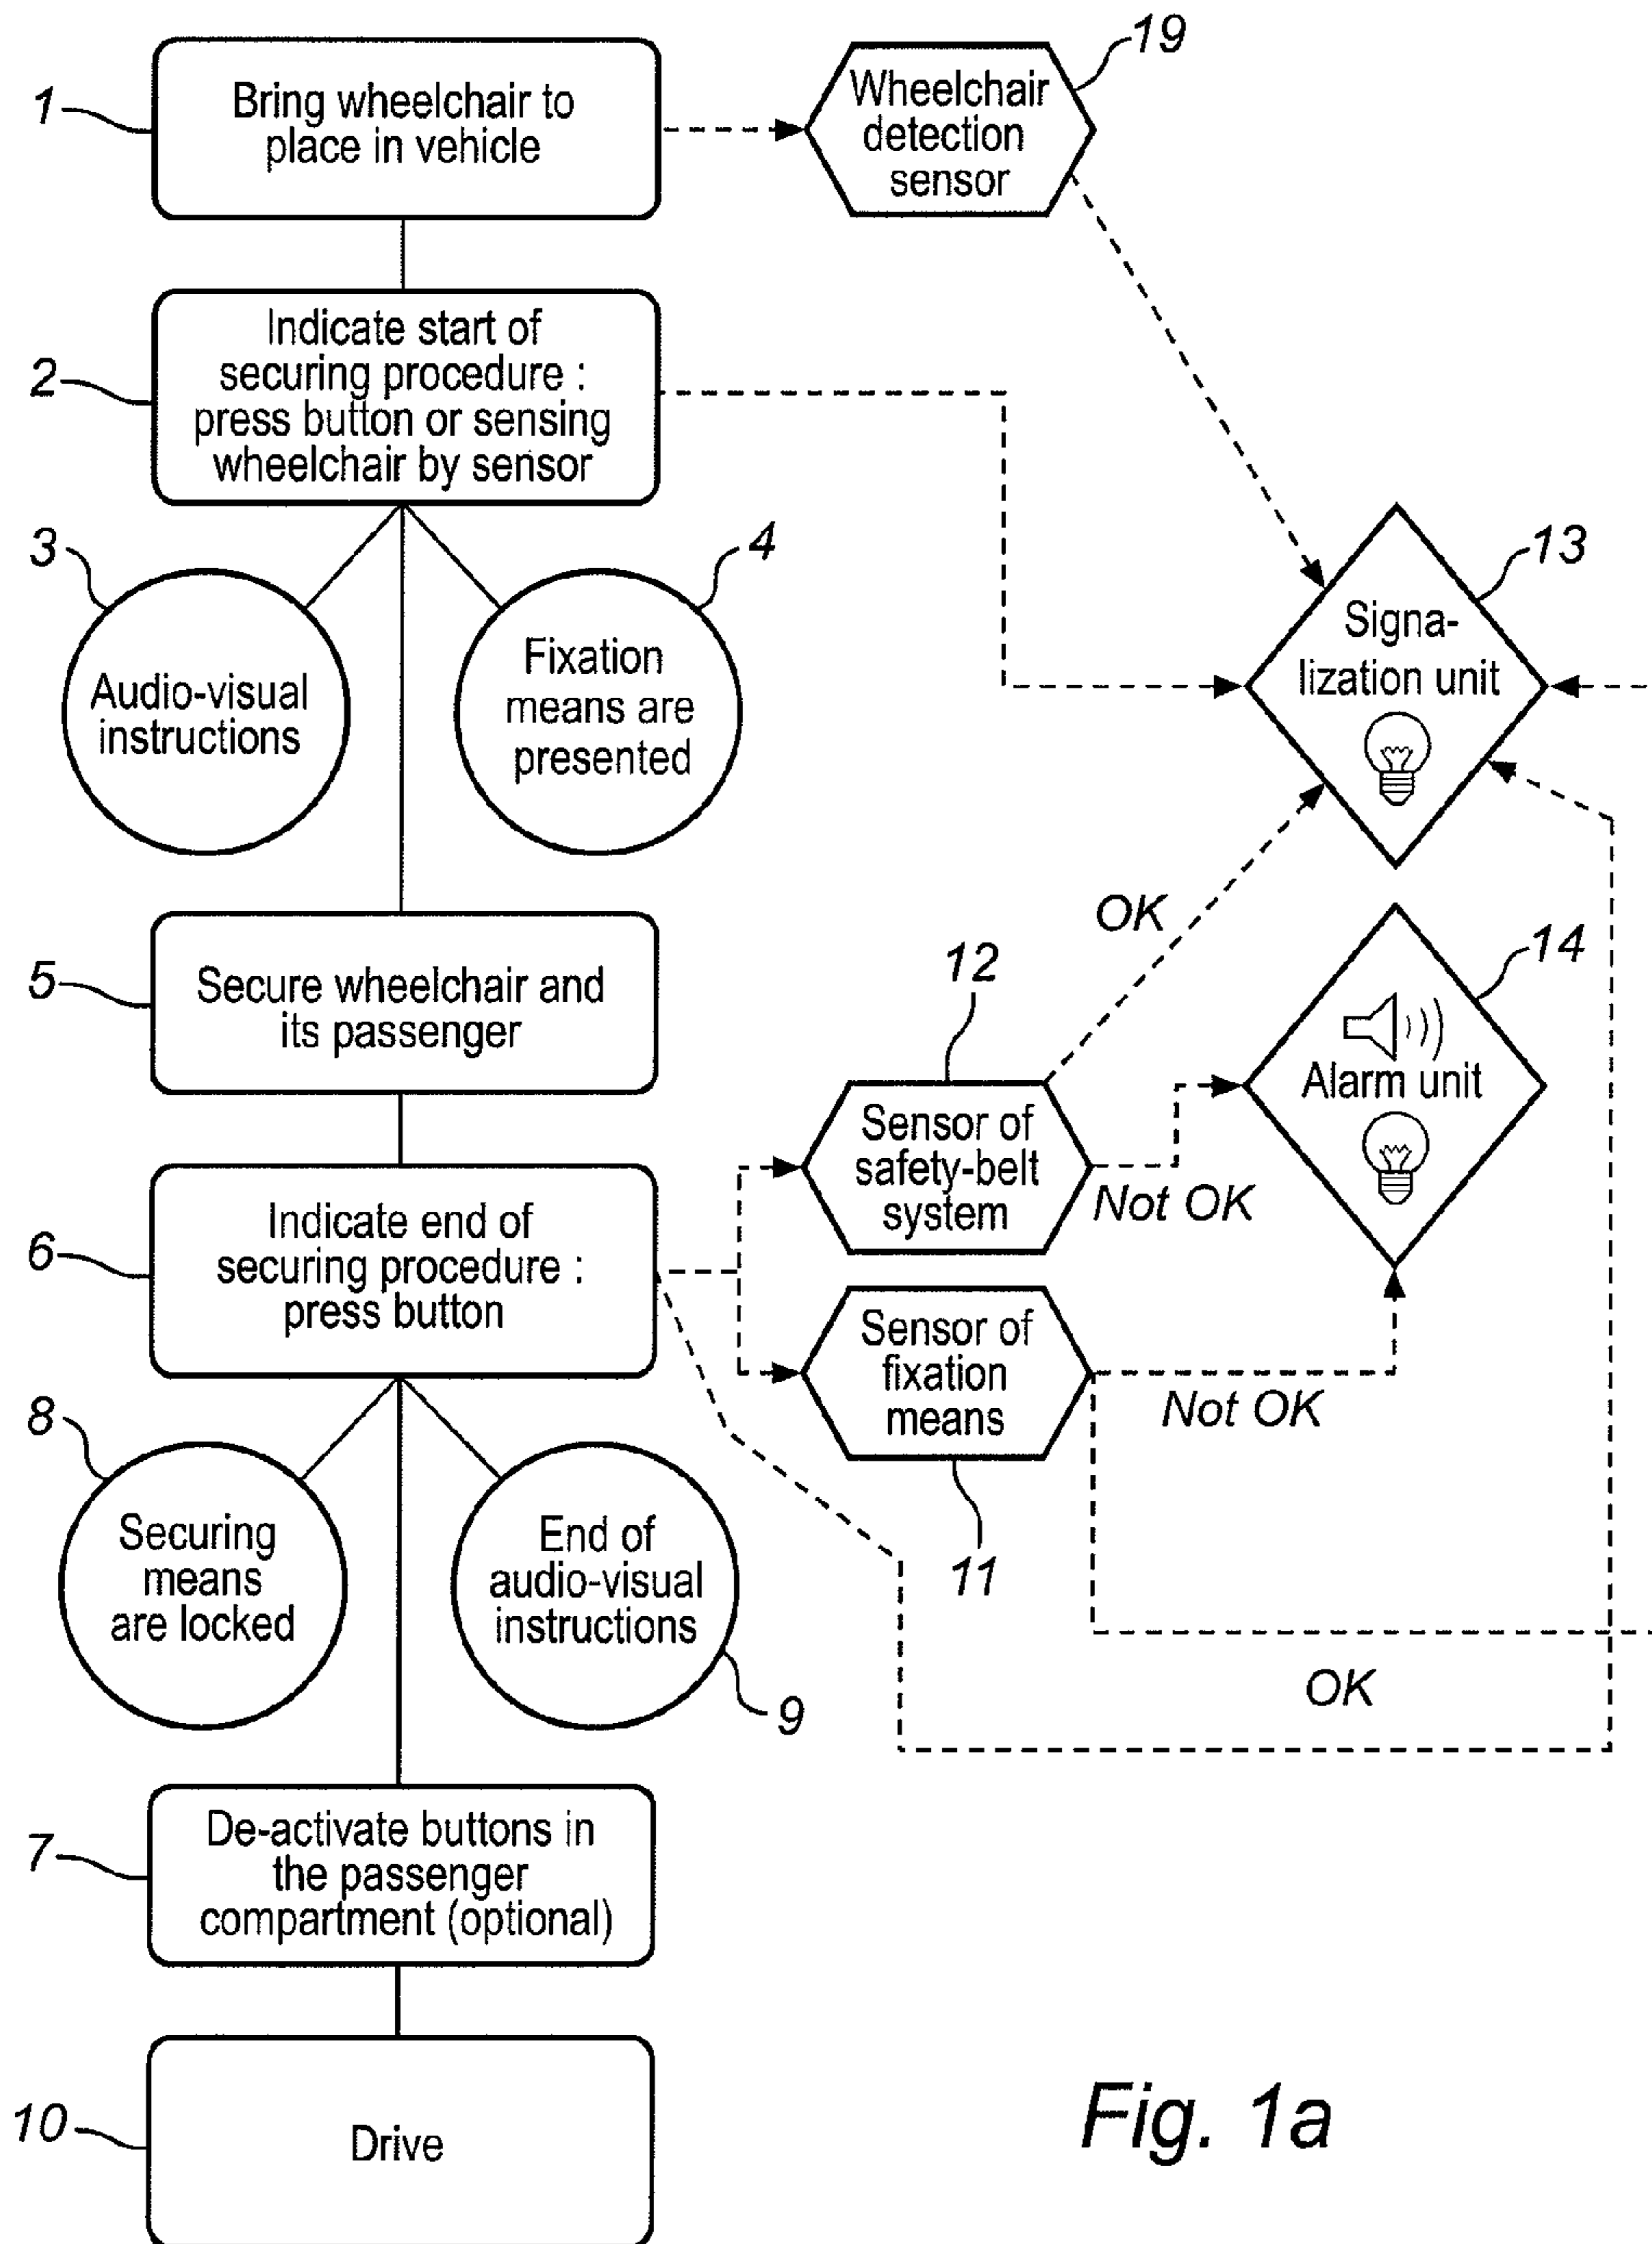 1
Bring wheelchair to
place in vehicle
19
Wheelchair
detection
sensor
2
Indicate start of
securing procedure :
press button or sensing
wheelchair by sensor
3
Audio-visual
instructions
4
Fixation
means are
presented
13
Signa-
lization unit
OK
5
Secure wheelchair and
its passenger
12
Sensor of
safety-belt
system
Not OK
14
Alarm unit
6
Indicate end of
securing procedure :
press button
Sensor of
fixation
means
11
Not OK
OK
8
Securing
means
are locked
End of
audio-visual
instructions
9
7
De-activate buttons in
the passenger
compartment (optional)
10
Drive
Fig. 1a